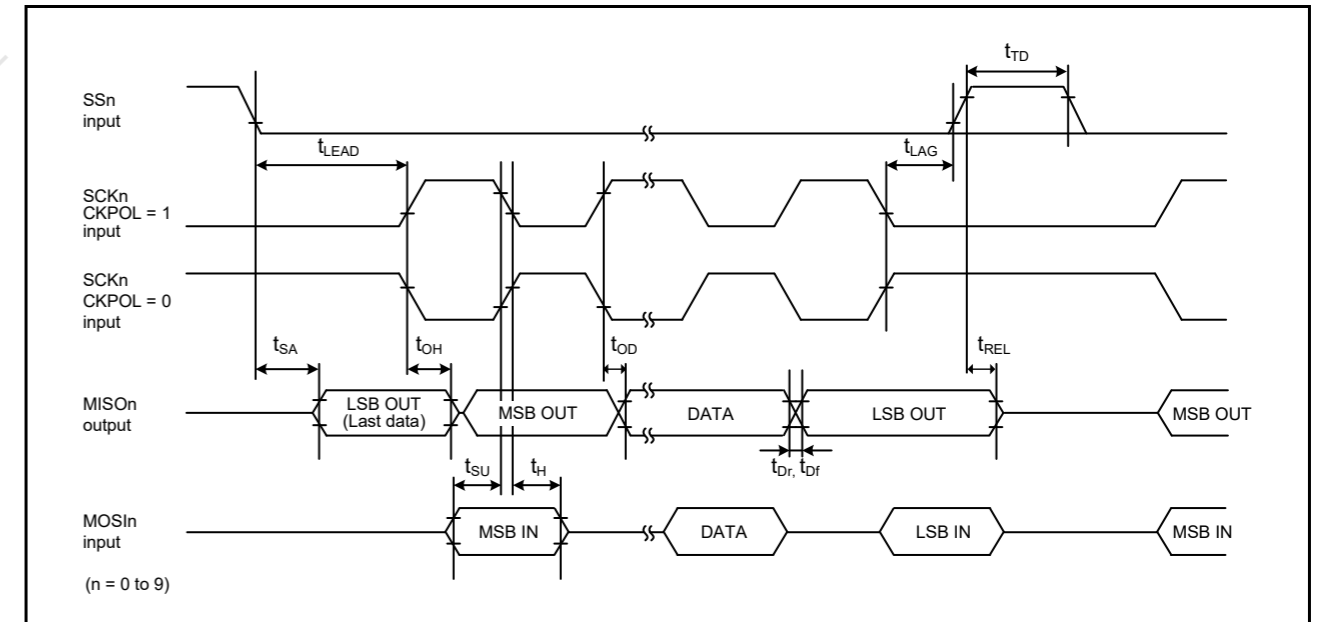 tTD
SSn
input
tLEAD
tLAG
SCKn
CKPOL = 1
input
SCKn
CKPOL = 0
input
tSA
tOH
tOD
tREL
MISOn
output
LSB OUT
(Last data)
MSB OUT
DATA
LSB OUT
MSB OUT
tSU
tH
tDr, tDf
MOSIn
input
MSB IN
DATA
LSB IN
MSB IN
(n = 0 to 9)